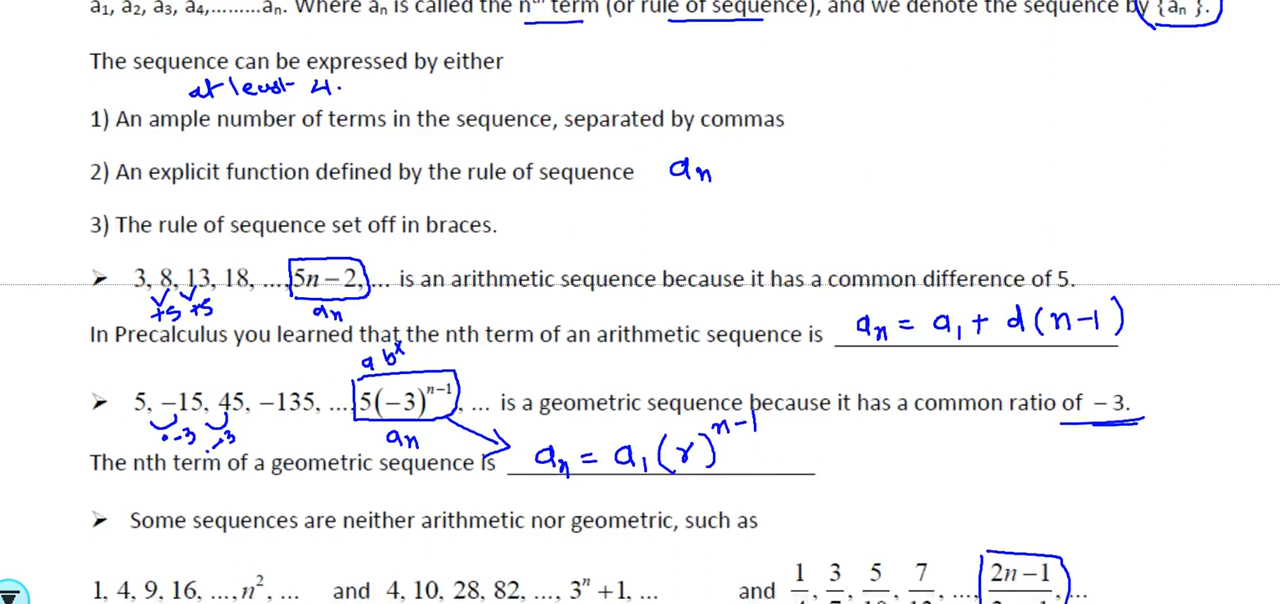 a₁, a₂, a₃, a₄,.........aₙ. Where aₙ is called the nᵗʰ term (or rule of sequence), and we denote the sequence by {aₙ }.
The sequence can be expressed by either
at least 4.
1) An ample number of terms in the sequence, separated by commas
2) An explicit function defined by the rule of sequence aₙ
3) The rule of sequence set off in braces.
➢ 3, 8, 13, 18, ..., 5n – 2, ... is an arithmetic sequence because it has a common difference of 5.
+5 +5 aₙ
In Precalculus you learned that the nth term of an arithmetic sequence is aₙ = a₁ + d(n-1)
abˣ
➢ 5, –15, 45, –135, ..., 5(–3)ⁿ⁻¹, ... is a geometric sequence because it has a common ratio of – 3.
·-3 ·-3 aₙ
The nth term of a geometric sequence is aₙ = a₁(r)ⁿ⁻¹
➢ Some sequences are neither arithmetic nor geometric, such as
1, 4, 9, 16, ...,n², ... and 4, 10, 28, 82, ..., 3ⁿ +1, ... and 1 , 3 , 5 , 7 , ..., 2n –1 , ...